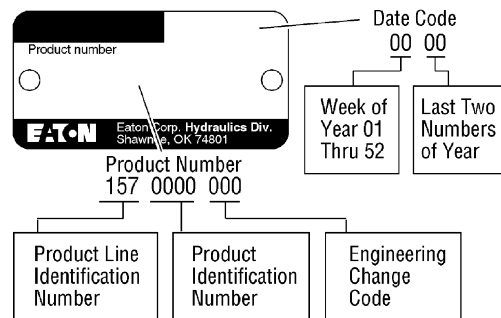 Product number
EATON Eaton Corp. Hydraulics Div.
Shawnee, OK 74801
Date Code
00 00
Week of
Year 01
Thru 52
Last Two
Numbers
of Year
Product Number
157 0000 000
Product Line
Identification
Number
Product
Identification
Number
Engineering
Change
Code